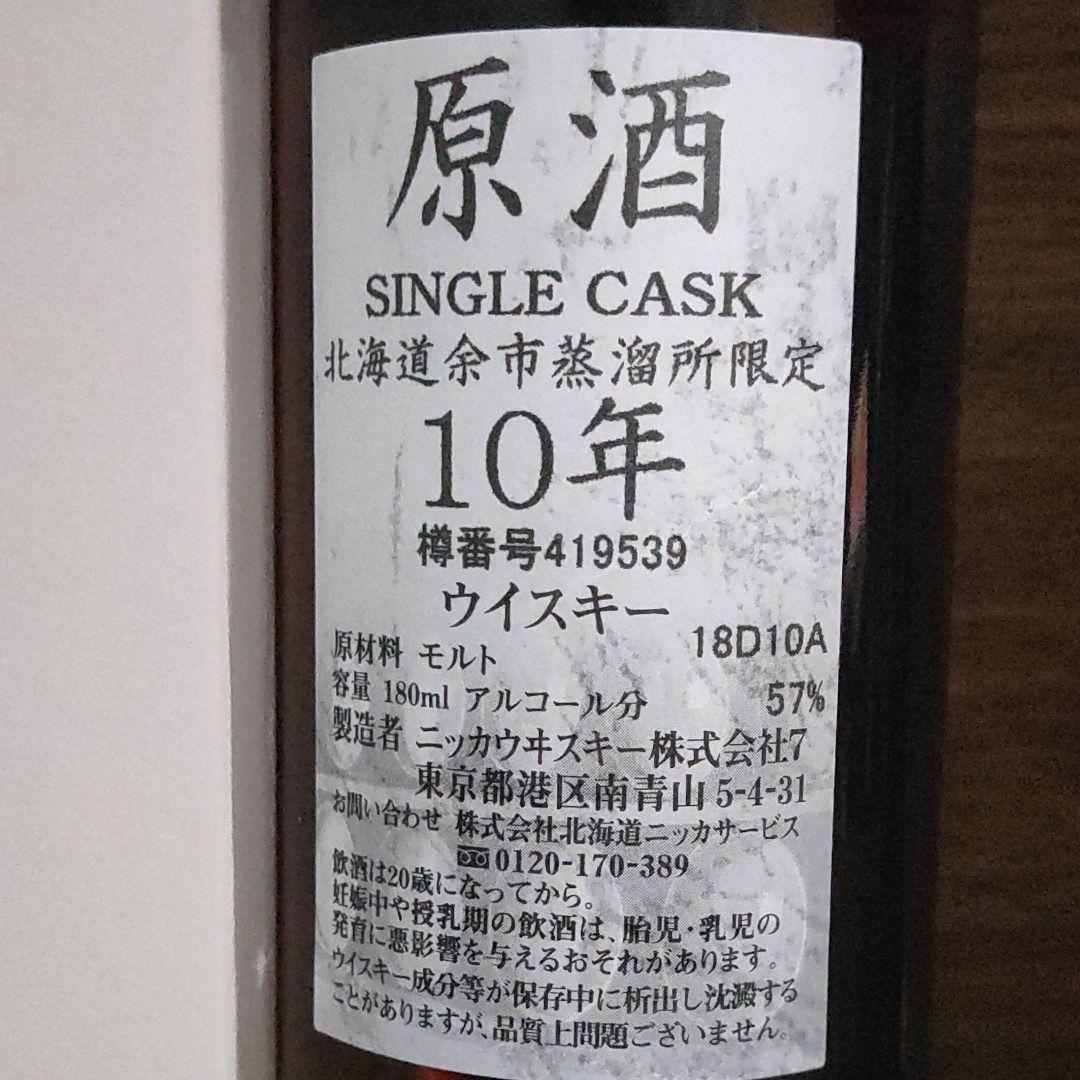 原酒
SINGLE CASK
北海道余市蒸溜所限定
10年
樽番号419539
ウイスキー
18D10A
原材料 モルト
容量 180ml アルコール分 57%
製造者 ニッカウヰスキー株式会社7
東京都港区南青山 5-4-31
お問い合わせ 株式会社北海道ニッカサービス
0120-170-389
飲酒は20歳になってから。
妊娠中や授乳期の飲酒は、胎児・乳児の
発育に悪影響を与えるおそれがあります。
ウイスキー成分等が保存中に析出し沈澱する
ことがありますが、品質上問題ございません。